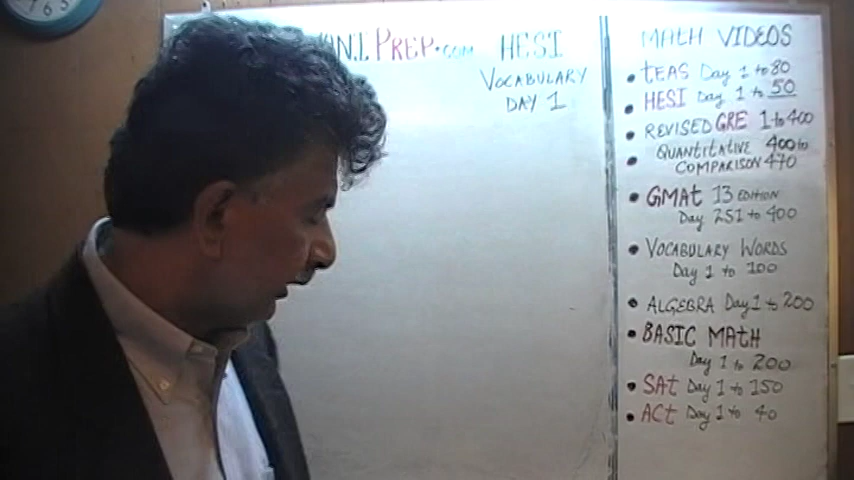 PREP.COM HESI
VOCABULARY
DAY 1
MATH VIDEOS
• TEAS Day 1 to 80
• HESI Day 1 to 50
• REVISED GRE 1 to 400
• QUANTITATIVE 400 to
COMPARISON 470
• GMAt 13 EDITION
Day 251 to 400
• VOCABULARY WORDS
Day 1 to 100
• ALGEBRA Day 1 to 200
• BASIC MATH
Day 1 to 200
• SAt Day 1 to 150
• ACt Day 1 to 40
7 6 5